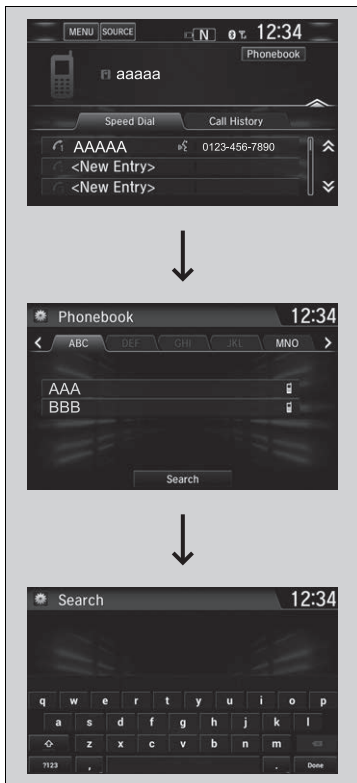 MENU SOURCE N 12:34
Phonebook
aaaaa
Speed Dial Call History
AAAAA 0123-456-7890
<New Entry>
<New Entry>
Phonebook 12:34
ABC DEF GHI JKL MNO
AAA
BBB
Search
Search 12:34
q w e r t y u i o p
a s d f g h j k l
z x c v b n m
?123 , . Done